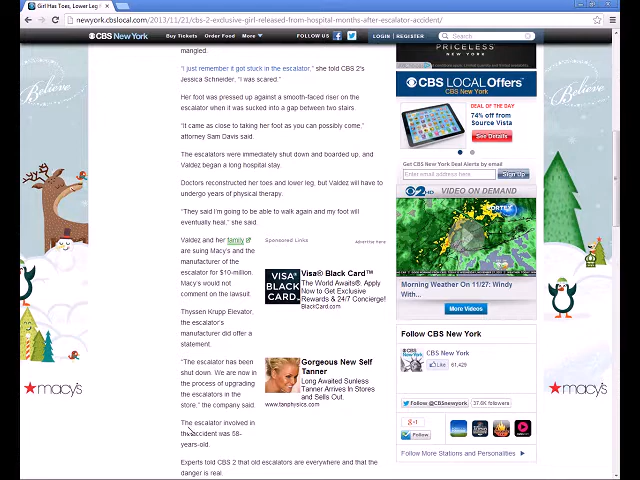 Girl Has Toes, Lower Leg R
newyork.cbslocal.com/2013/11/21/cbs-2-exclusive-girl-released-from-hospital-months-after-escalator-accident/
CBS New York
Buy Tickets Order Food More
FOLLOW US
LOGIN | REGISTER
Search
mangled.
"I just remember it got stuck in the escalator," she told CBS 2's
Jessica Schneider, "I was scared."
Her foot was pressed up against a smooth-faced riser on the
escalator when it was sucked into a gap between two stairs.
"It came as close to taking her foot as you can possibly come,"
attorney Sam Davis said.
The escalators were immediately shut down and boarded up, and
Valdez began a long hospital stay.
Doctors reconstructed her toes and lower leg, but Valdez will have to
undergo years of physical therapy.
"They said I'm going to be able to walk again and my foot will
eventually heal," she said.
Valdez and her family
are suing Macy's and the
manufacturer of the
escalator for $10-million.
Macy's would not
comment on the lawsuit.
Thyssen Krupp Elevator,
the escalator's
manufacturer did offer a
statement.
"The escalator has been
shut down. We are now in
the process of upgrading
the escalators in the
store," the company said.
The escalator involved in
the accident was 58-
years-old.
Experts told CBS 2 that old escalators are everywhere and that the
danger is real.
Sponsored Links
Advertise Here
VISA
BLACK
CARD
Visa® Black Card™
The World Awaits®. Apply
Now to Get Exclusive
Rewards & 24/7 Concierge!
BlackCard.com
Gorgeous New Self
Tanner
Long Awaited Sunless
Tanner Arrives In Stores
and Sells Out.
www.tanphysics.com
PRICELESS
CBS LOCAL Offers
CBS New York
DEAL OF THE DAY
74% off from
Source Vista
See Details
Get CBS New York Deal Alerts by email
Enter email address here
Sign Up
2HD VIDEO ON DEMAND
VORTEX
Morning Weather On 11/27: Windy
With...
More Videos
Follow CBS New York
CBS New York
Like 61,429
Follow @CBSnewyork 37.6K followers
g+1
Follow
Follow More Stations and Personalities
Believe
macy's
Believe
macy's